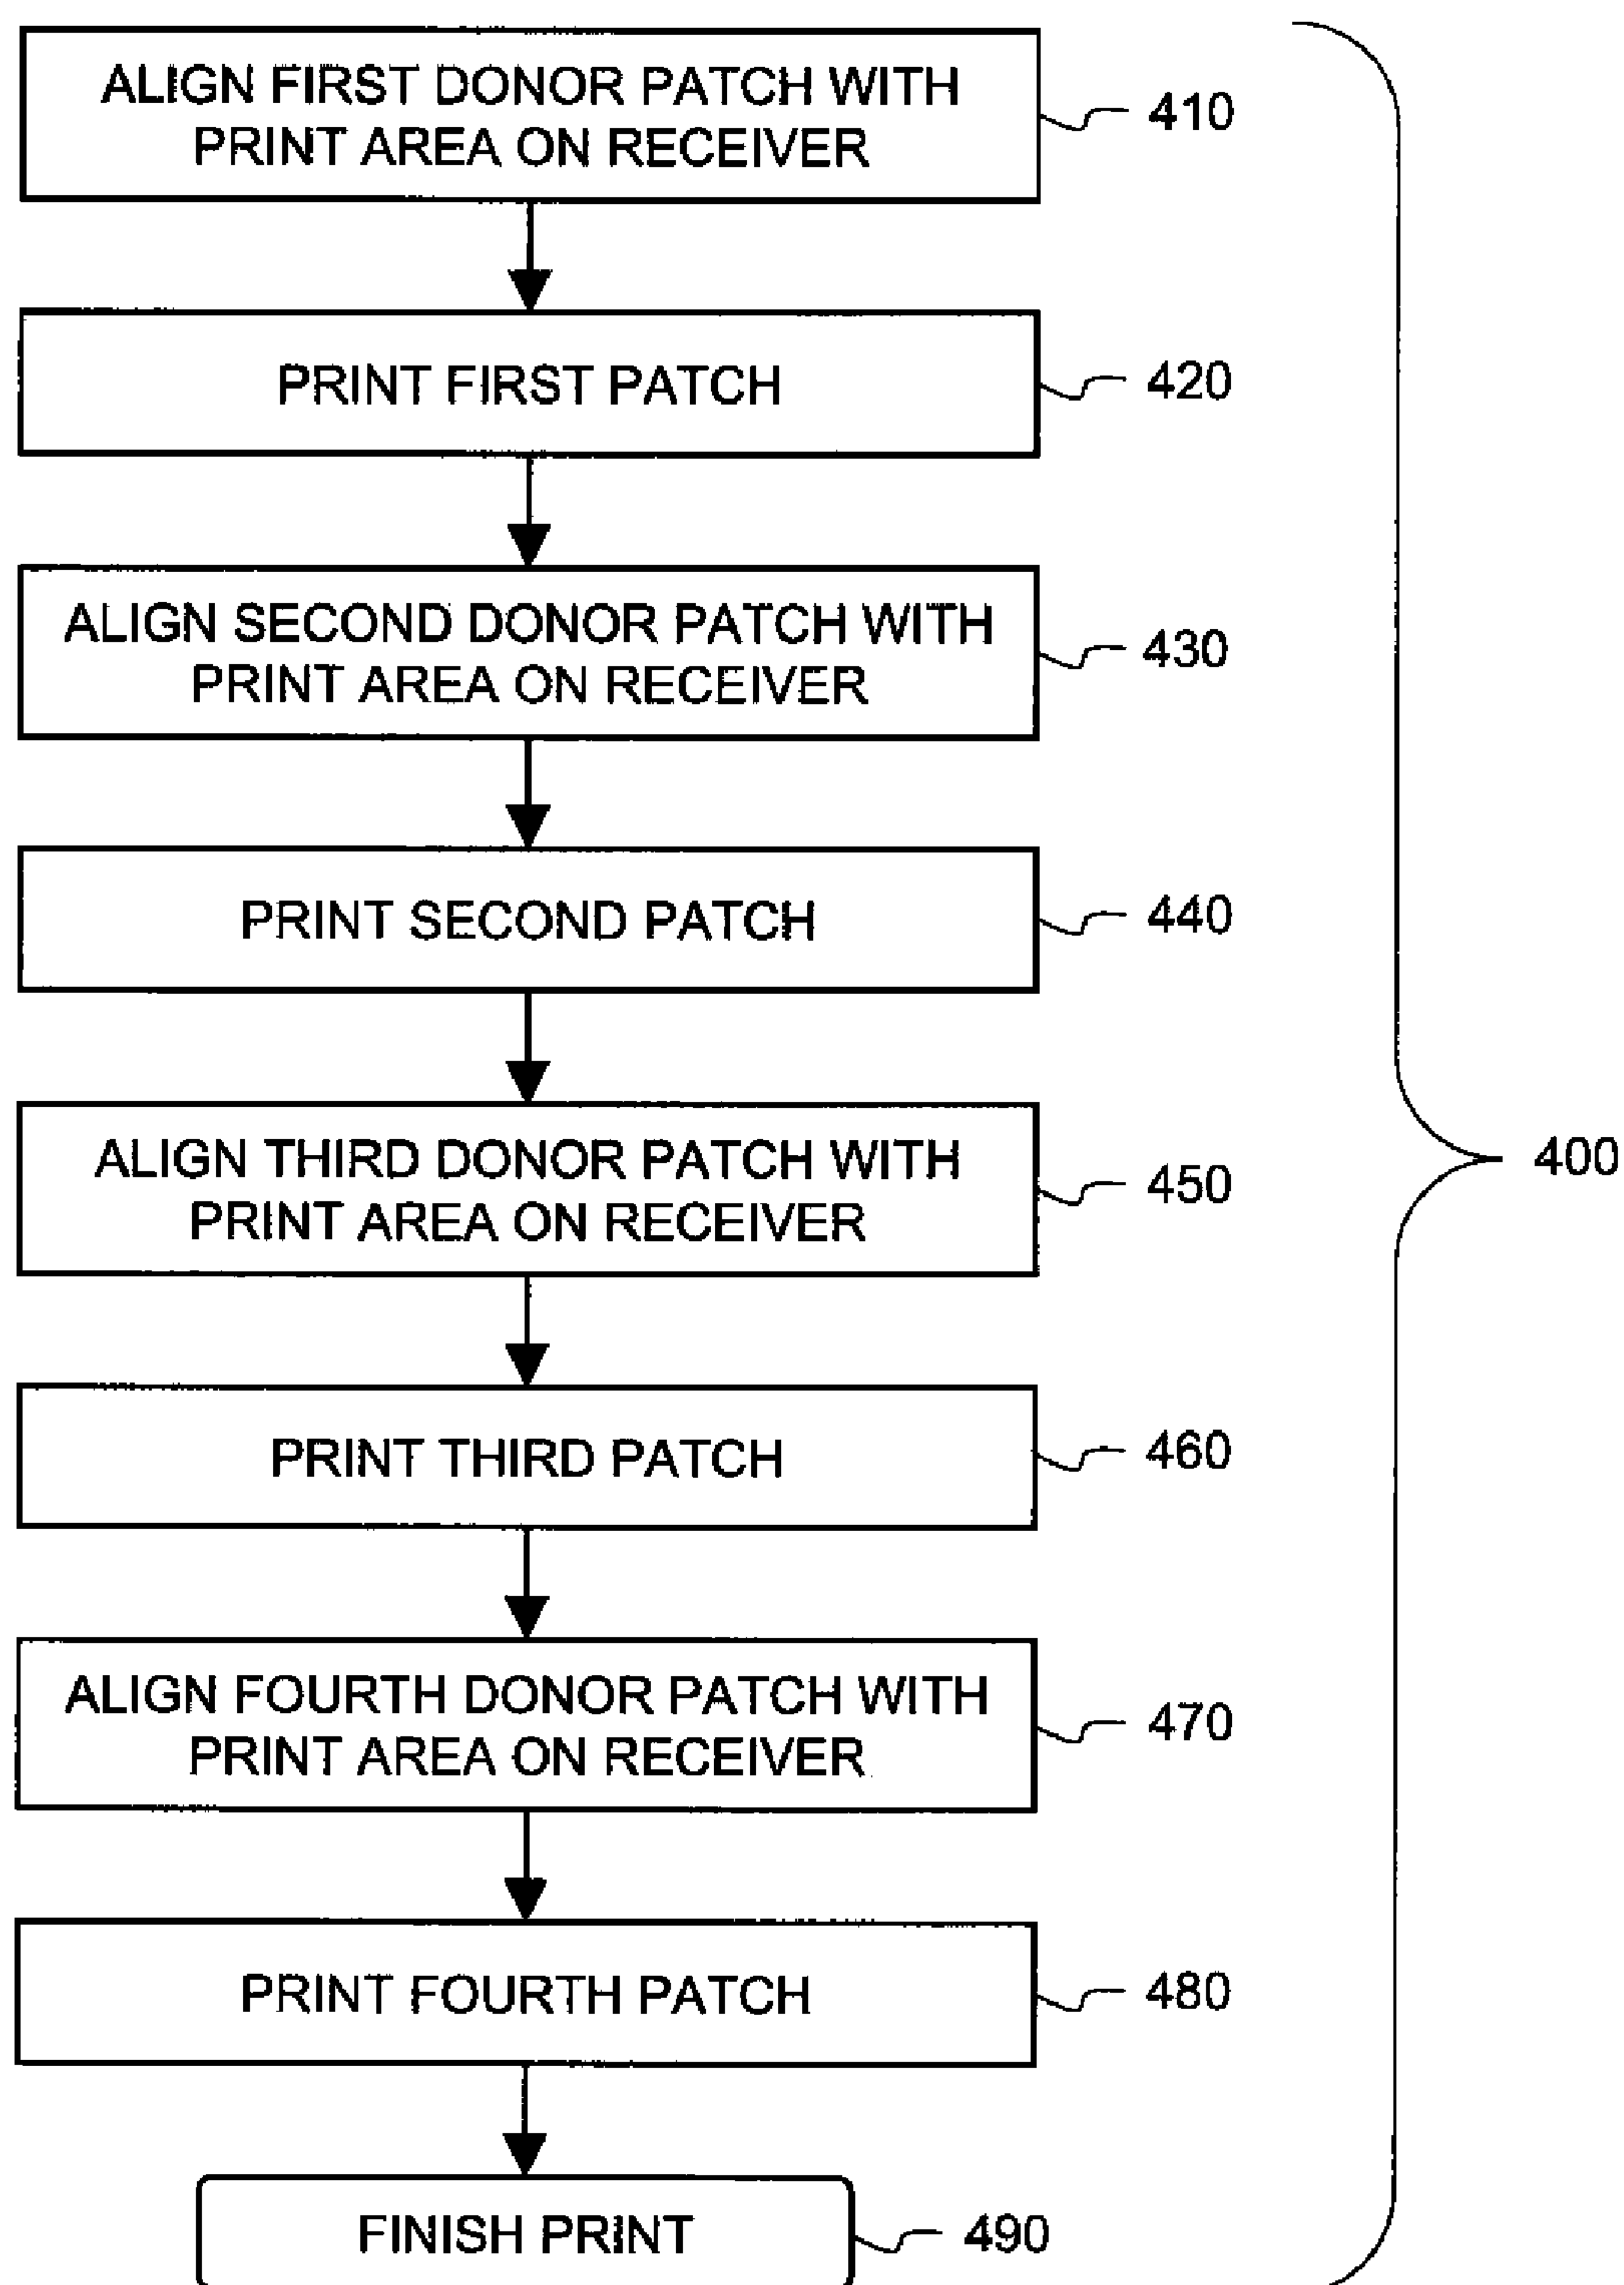 ALIGN FIRST DONOR PATCH WITH
PRINT AREA ON RECEIVER
410
PRINT FIRST PATCH
420
ALIGN SECOND DONOR PATCH WITH
PRINT AREA ON RECEIVER
430
PRINT SECOND PATCH
440
ALIGN THIRD DONOR PATCH WITH
PRINT AREA ON RECEIVER
450
400
PRINT THIRD PATCH
460
ALIGN FOURTH DONOR PATCH WITH
PRINT AREA ON RECEIVER
470
PRINT FOURTH PATCH
480
FINISH PRINT
490